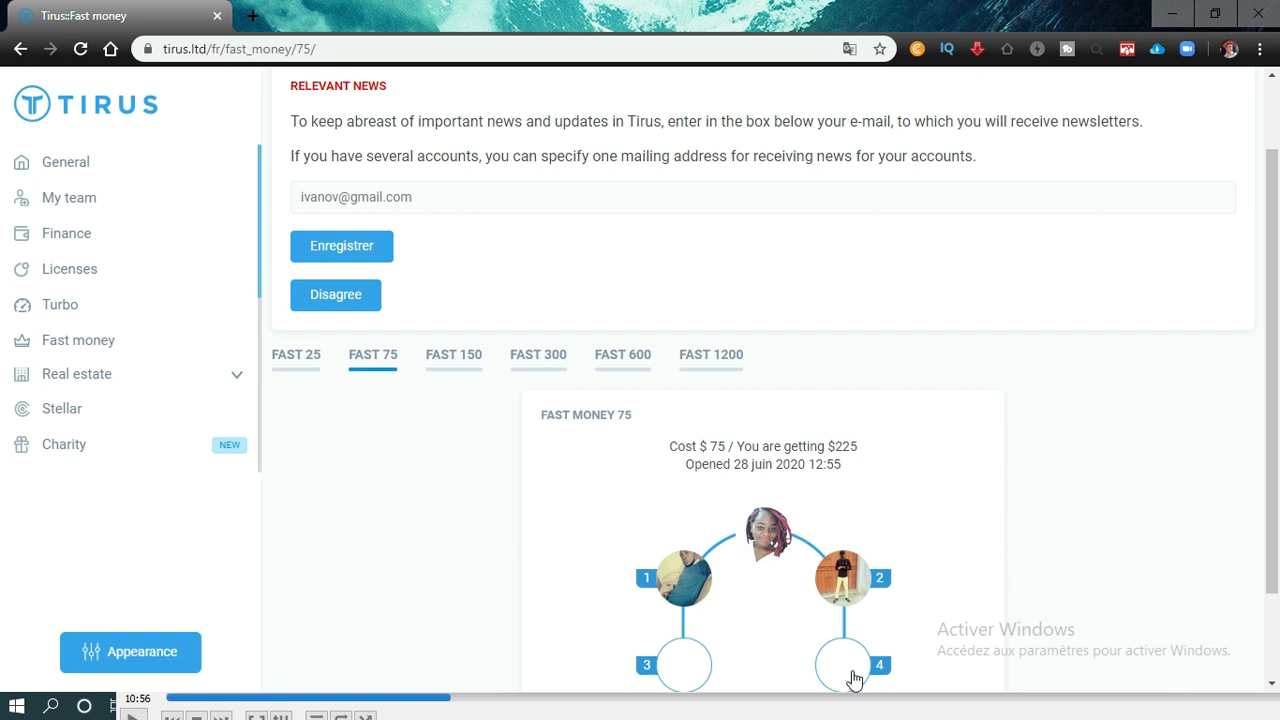 Tirus::Fast money
tirus.ltd/fr/fast_money/75/
TIRUS
General
My team
Finance
Licenses
Turbo
Fast money
Real estate
Stellar
Charity NEW
Appearance
RELEVANT NEWS
To keep abreast of important news and updates in Tirus, enter in the box below your e-mail, to which you will receive newsletters.
If you have several accounts, you can specify one mailing address for receiving news for your accounts.
ivanov@gmail.com
Enregistrer
Disagree
FAST 25 FAST 75 FAST 150 FAST 300 FAST 600 FAST 1200
FAST MONEY 75
Cost $ 75 / You are getting $225
Opened 28 juin 2020 12:55
1 2
3 4
Activer Windows
Accédez aux paramètres pour activer Windows.
10:56